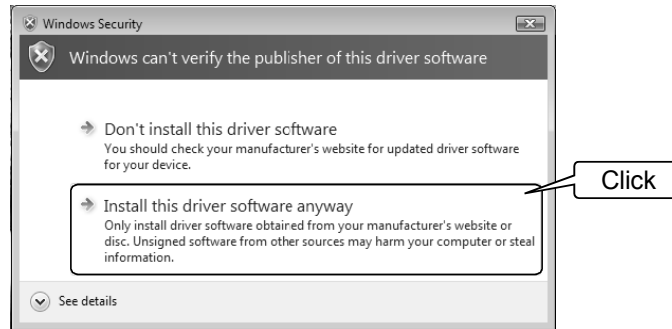 Windows Security
Windows can't verify the publisher of this driver software
Don't install this driver software
You should check your manufacturer's website for updated driver software
for your device.
Install this driver software anyway
Only install driver software obtained from your manufacturer's website or
disc. Unsigned software from other sources may harm your computer or steal
information.
Click
See details